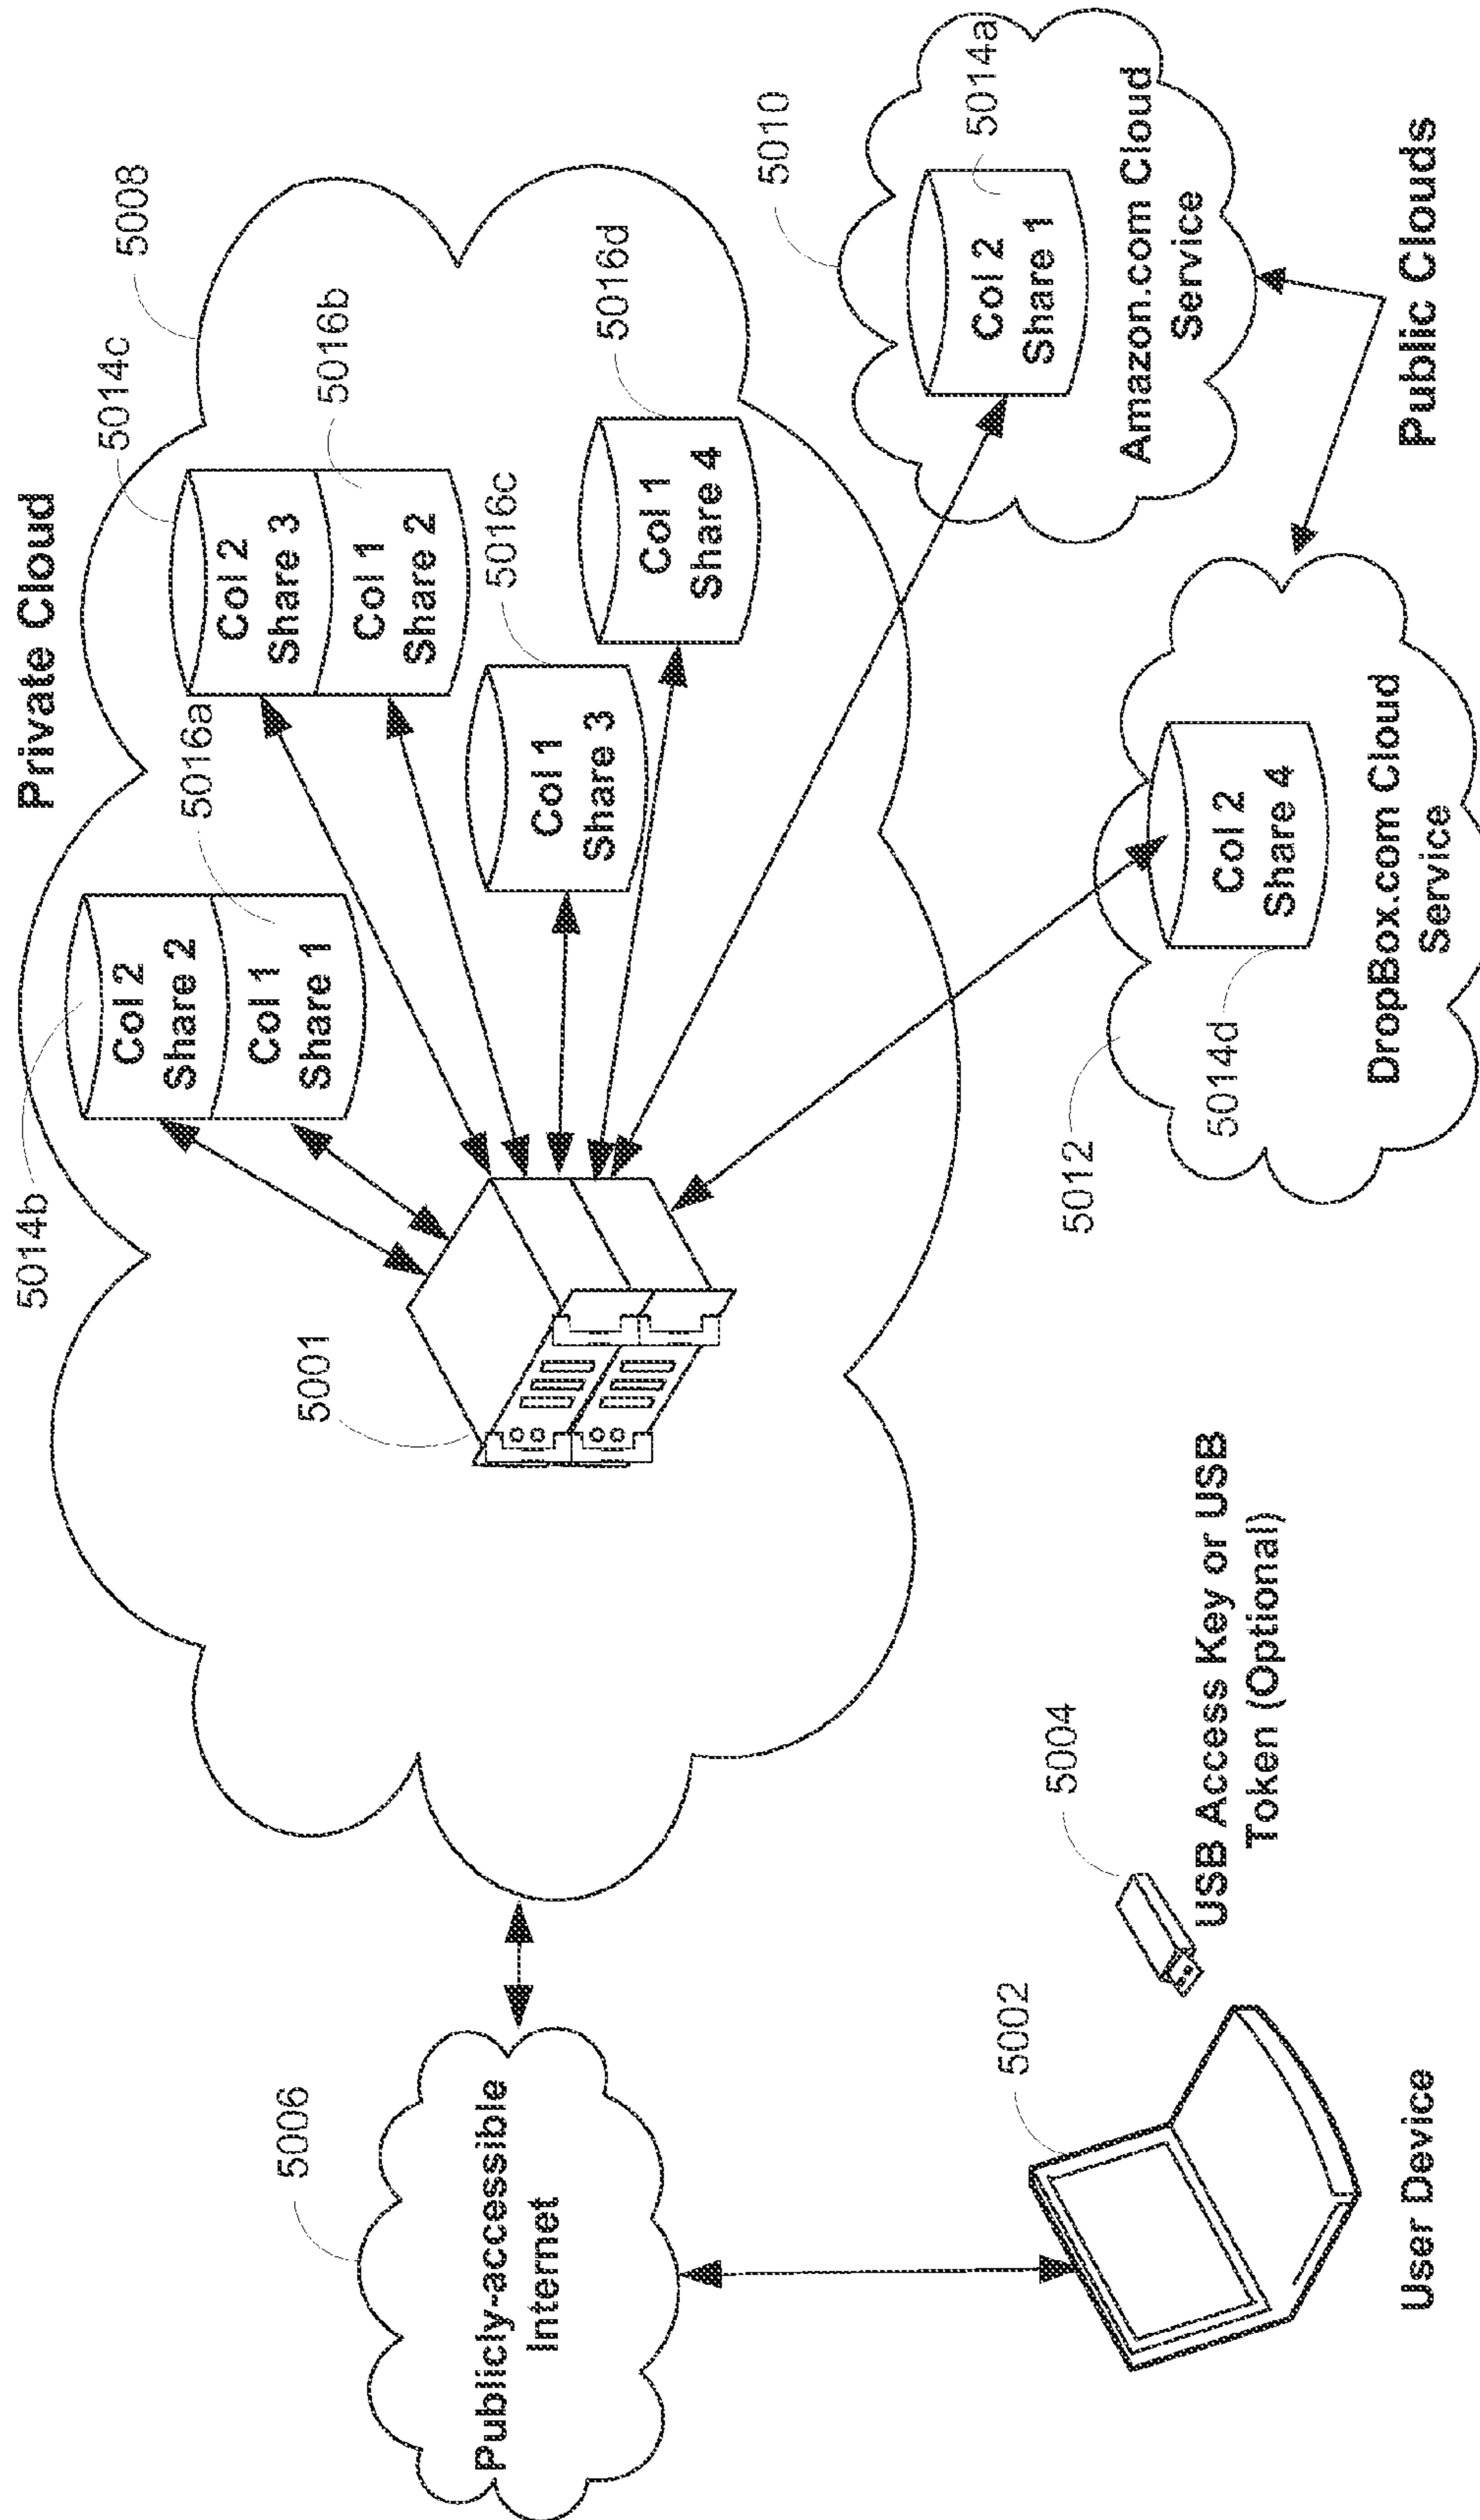 Private Cloud
5008
5014c
5014b
Col 2
Share 2
Col 1
Share 1
5016a
Col 2
Share 3
Col 1
Share 2
5016b
5016c
Col 1
Share 3
5016d
Col 1
Share 4
5001
5006
Publicly-accessible
Internet
5010
Col 2
Share 1
5014a
Amazon.com Cloud
Service
5012
Col 2
Share 4
5014d
DropBox.com Cloud
Service
Public Clouds
5004
USB Access Key or USB
Token (Optional)
5002
User Device